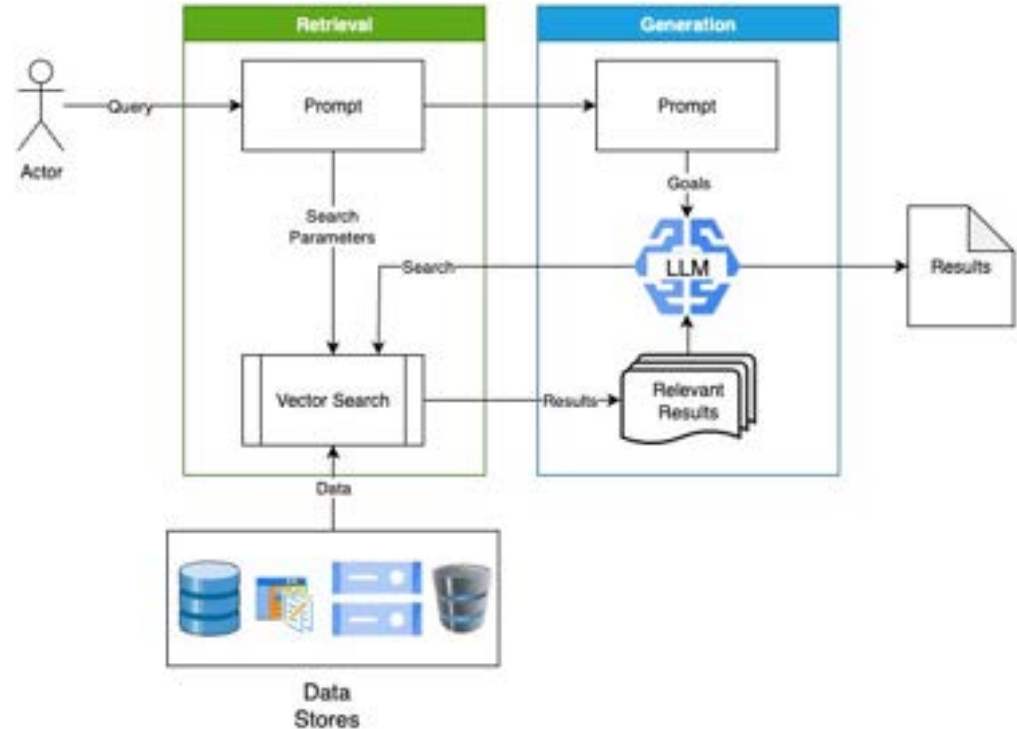 Retrieval
Generation
Prompt
Prompt
Query
Actor
Goals
Search
Parameters
Search
LLM
Results
Vector Search
Results
Relevant
Results
Data
Data
Stores